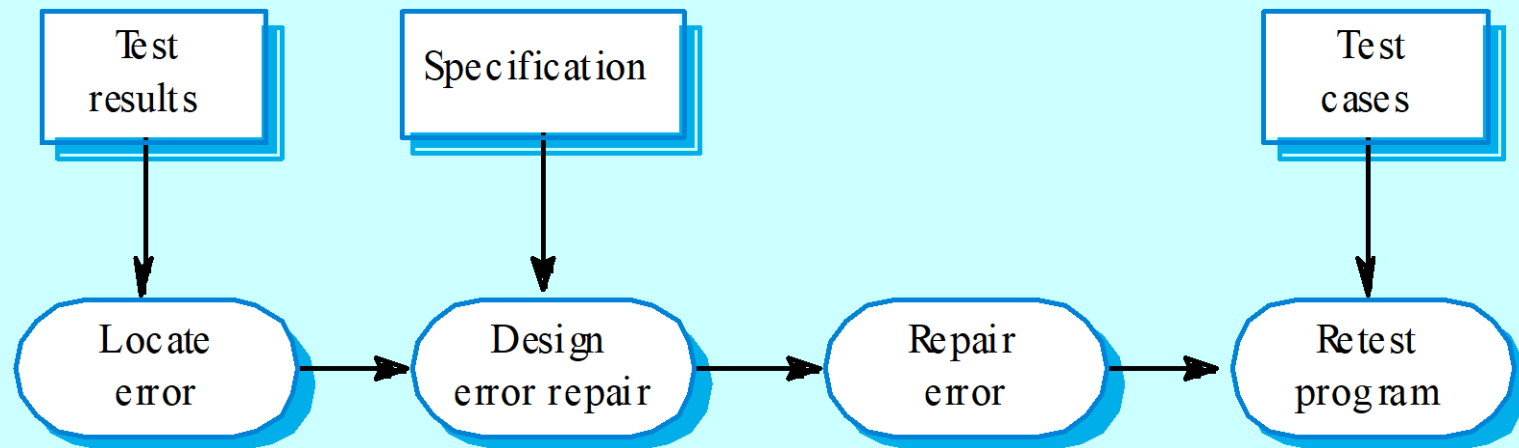 Test
results
Specification
Test
cases
Locate
error
Design
error repair
Repair
error
Retest
program